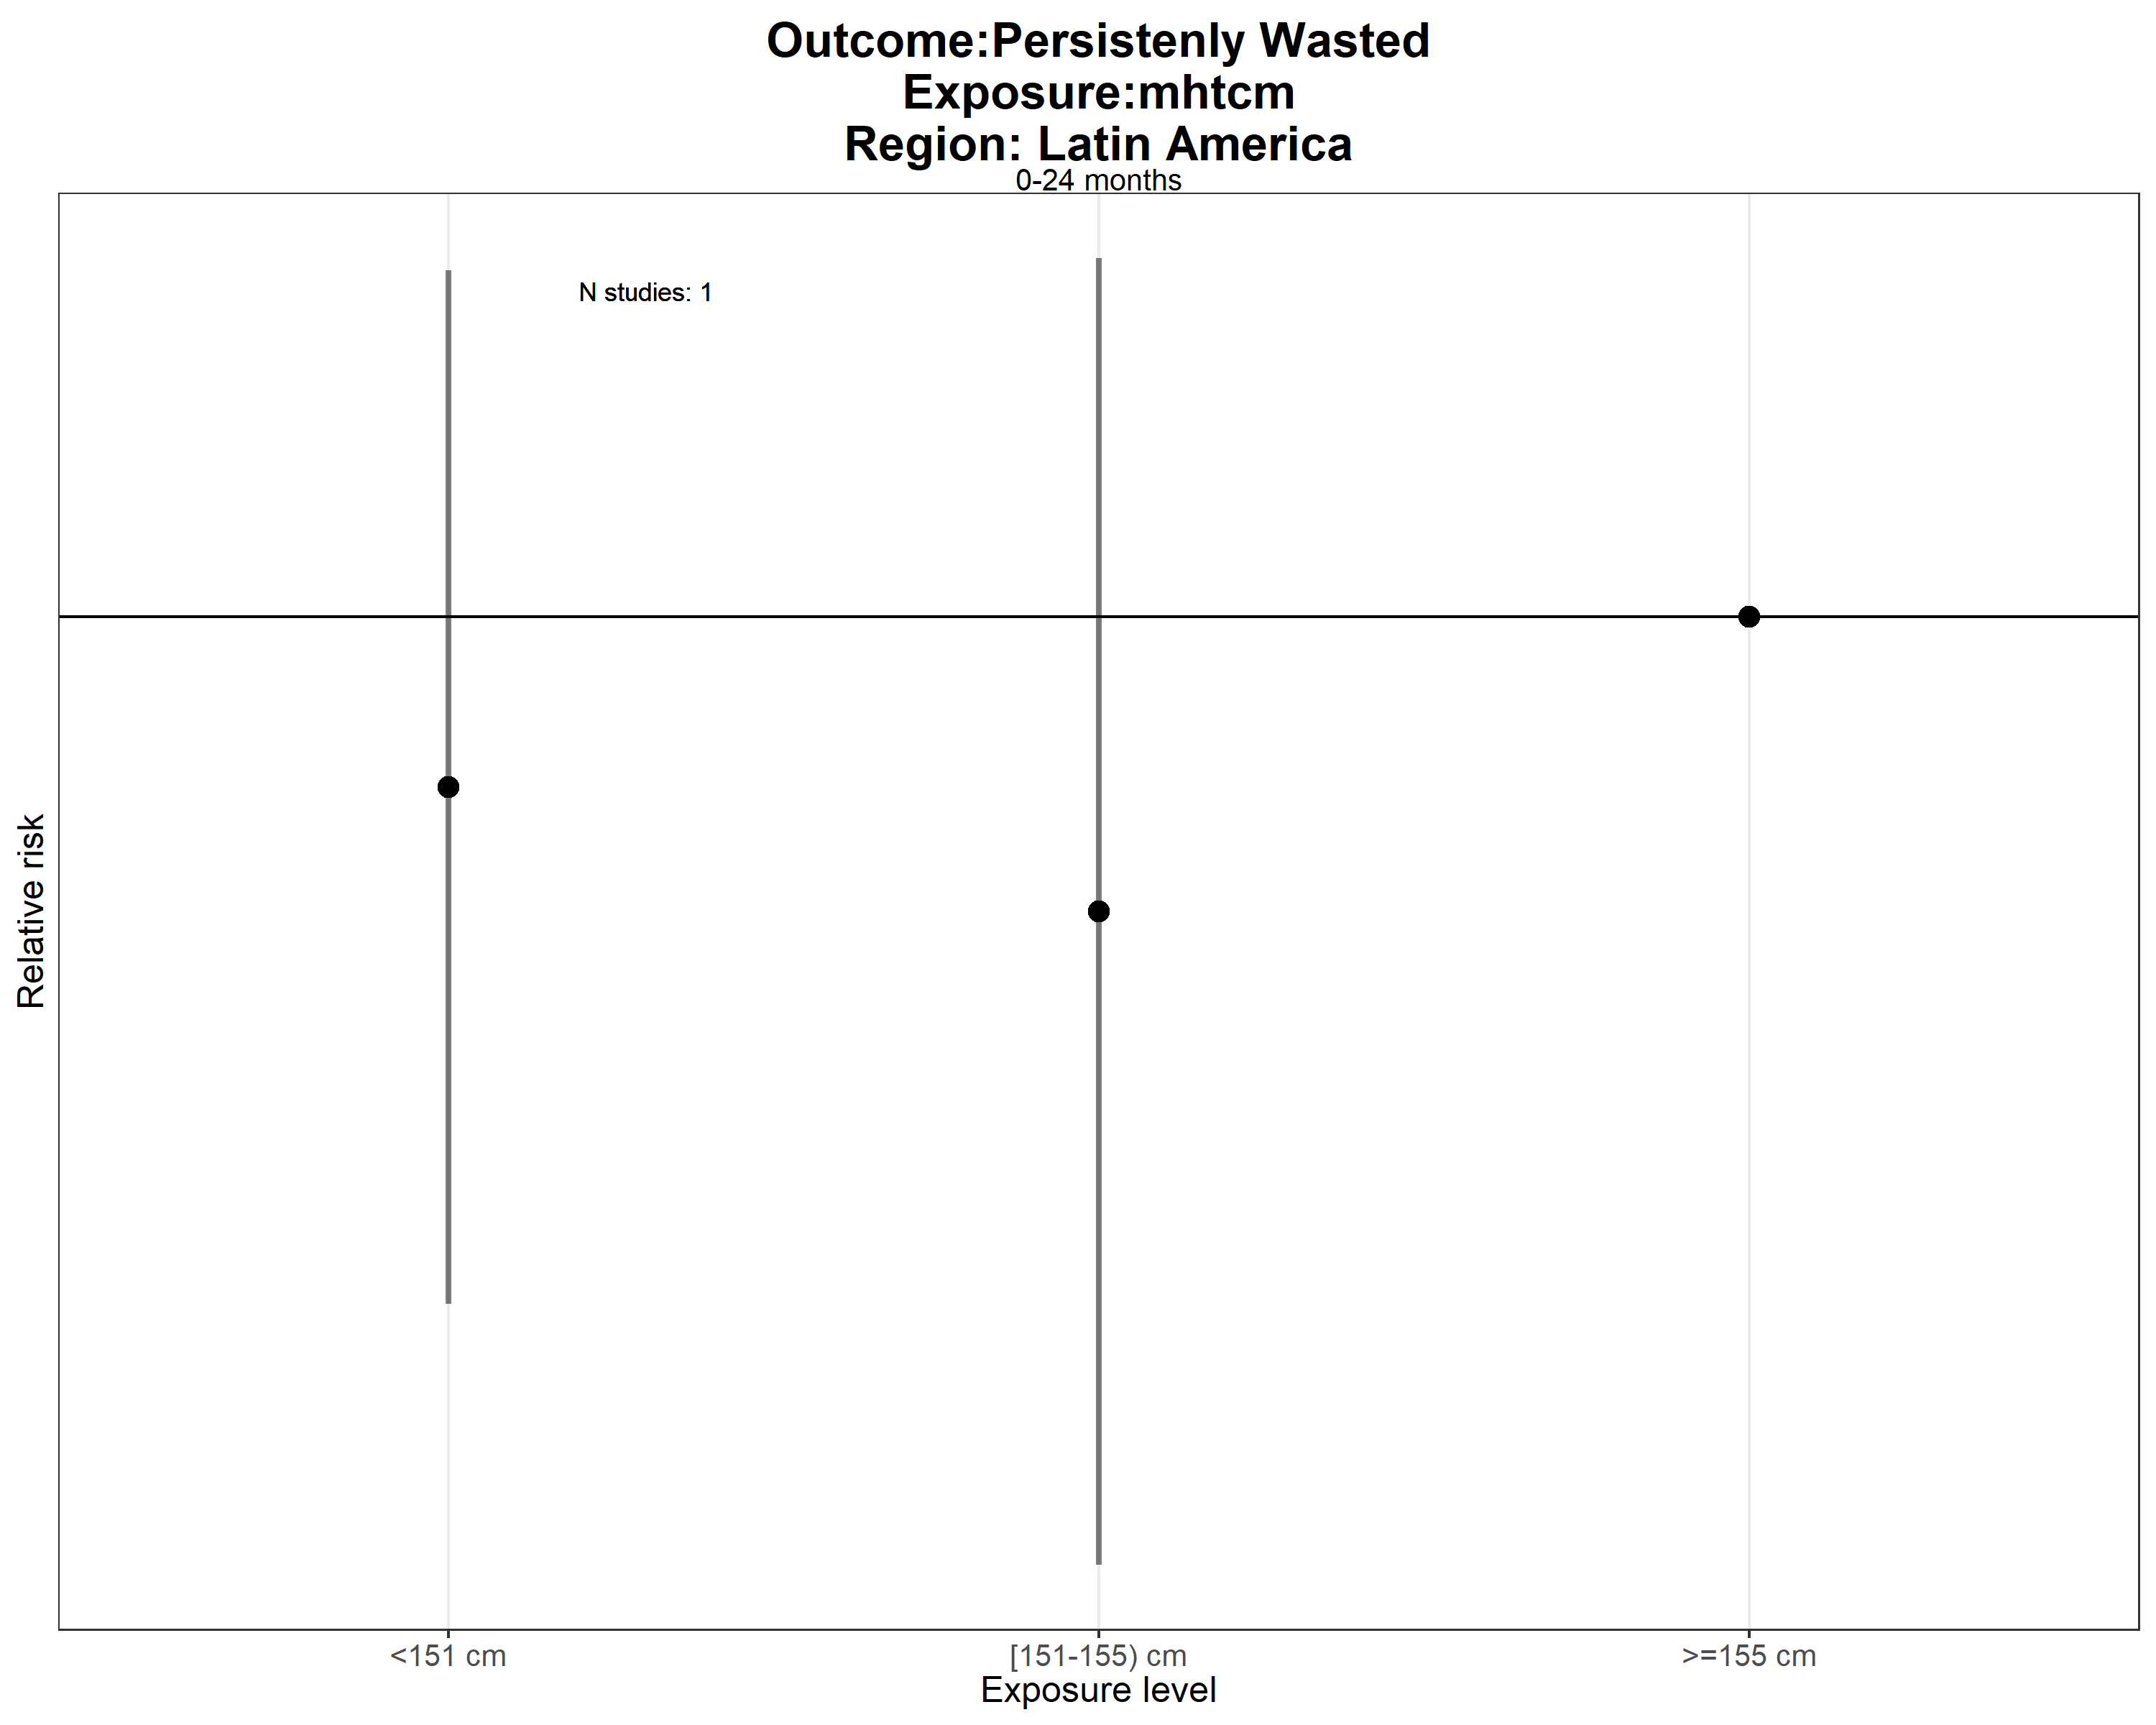 Outcome:Persistenly Wasted
Exposure:mhtcm
Region: Latin America
0-24 months
N studies: 1
Relative risk
<151 cm
[151-155) cm
>=155 cm
Exposure level